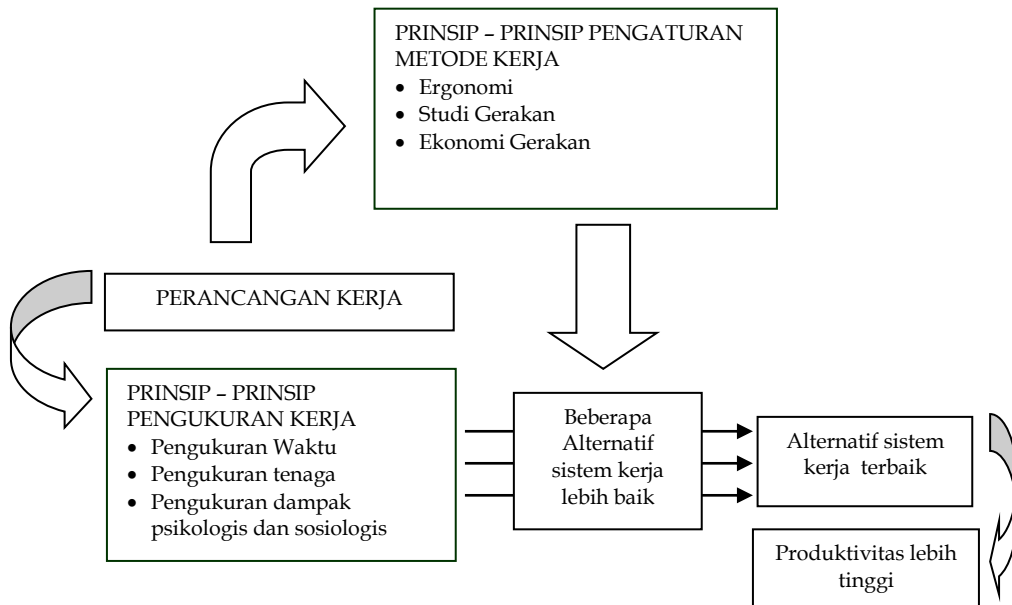 PRINSIP – PRINSIP PENGATURAN
METODE KERJA
• Ergonomi
• Studi Gerakan
• Ekonomi Gerakan
PERANCANGAN KERJA
PRINSIP – PRINSIP
PENGUKURAN KERJA
• Pengukuran Waktu
• Pengukuran tenaga
• Pengukuran dampak
psikologis dan sosiologis
Beberapa
Alternatif
sistem kerja
lebih baik
Alternatif sistem
kerja terbaik
Produktivitas lebih
tinggi